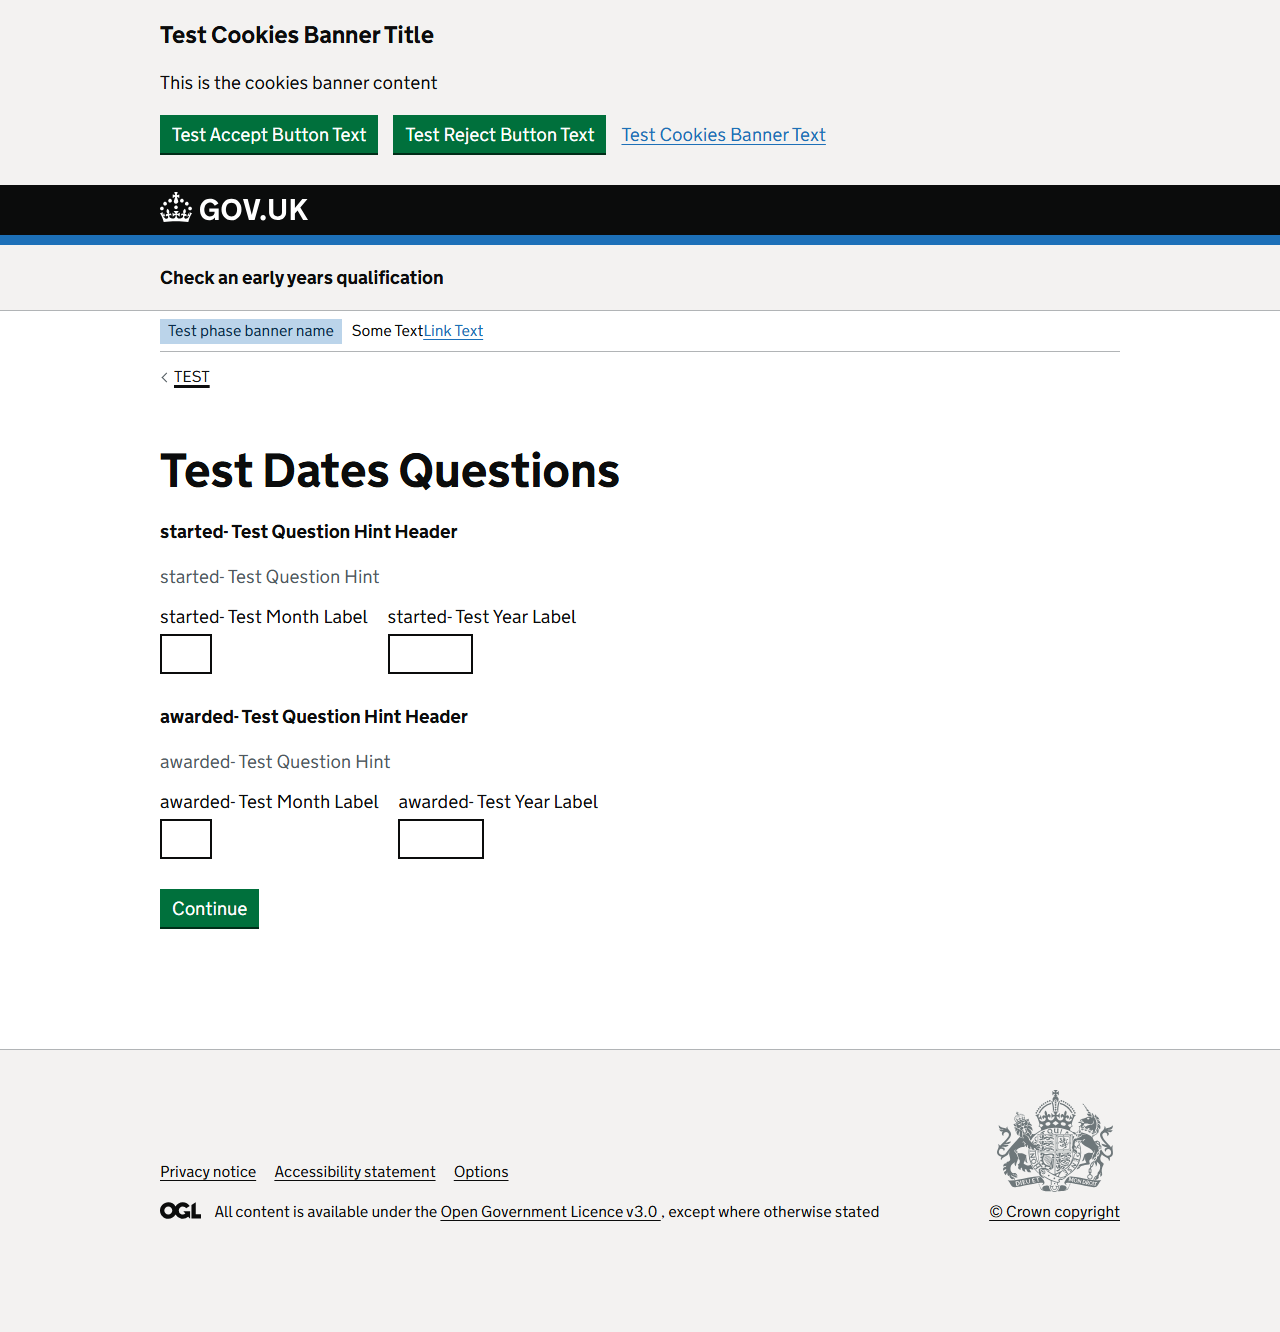 Test Cookies Banner Title
This is the cookies banner content
Test Accept Button Text Test Reject Button Text Test Cookies Banner Text
GOV.UK
Check an early years qualification
Test phase banner name Some TextLink Text
TEST
Test Dates Questions
started- Test Question Hint Header
started- Test Question Hint
started- Test Month Label started- Test Year Label
awarded- Test Question Hint Header
awarded- Test Question Hint
awarded- Test Month Label awarded- Test Year Label
Continue
Privacy notice Accessibility statement Options
OGL All content is available under the Open Government Licence v3.0 , except where otherwise stated
DIEU ET MON DROIT
© Crown copyright